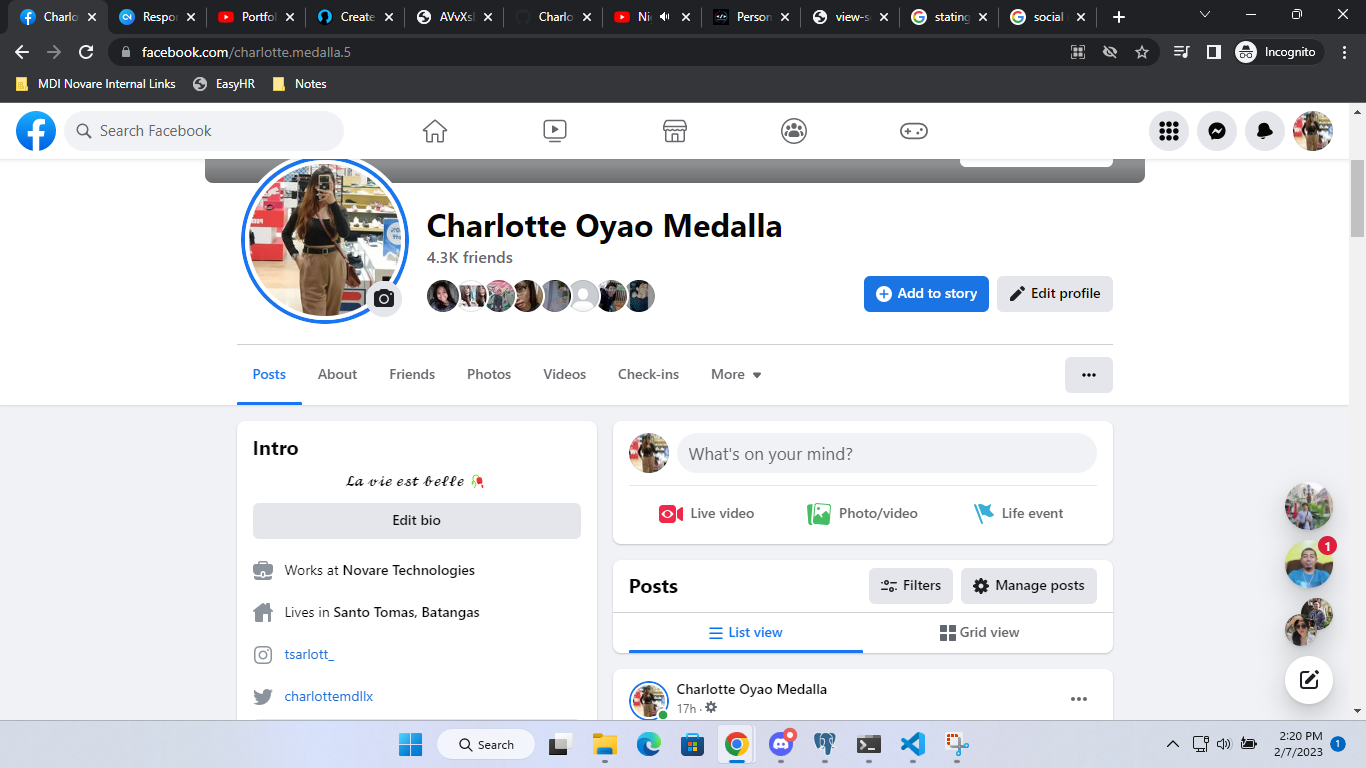 Charlo
Respon
Portfol
Create
AVvXsl
Charlo
Nic
Person
view-s
stating
social
facebook.com/charlotte.medalla.5
Incognito
MDI Novare Internal Links
EasyHR
Notes
Search Facebook
Charlotte Oyao Medalla
4.3K friends
Add to story
Edit profile
Posts
About
Friends
Photos
Videos
Check-ins
More
Intro
𝓛𝓪 𝓿𝓲𝓮 𝓮𝓼𝓽 𝓫𝓮𝓵𝓵𝓮 🥀
Edit bio
Works at Novare Technologies
Lives in Santo Tomas, Batangas
tsarlott_
charlottemdllx
What's on your mind?
Live video
Photo/video
Life event
Posts
Filters
Manage posts
List view
Grid view
Charlotte Oyao Medalla
17h ·
1
Search
2:20 PM
2/7/2023
1